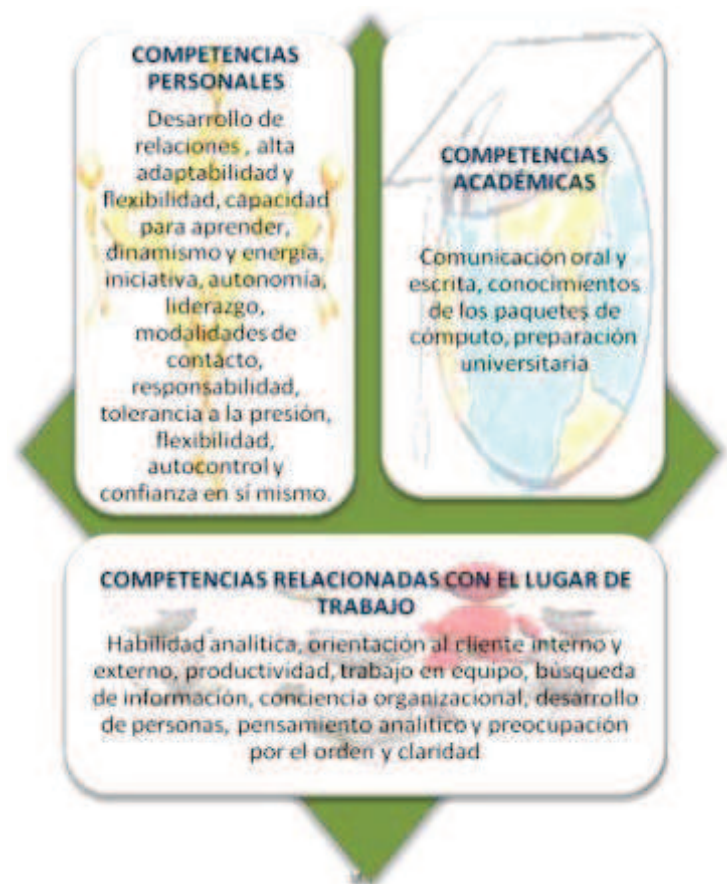 COMPETENCIAS
PERSONALES
Desarrollo de
relaciones , alta
adaptabilidad y
flexibilidad, capacidad
para aprender,
dinamismo y energía,
iniciativa, autonomía,
liderazgo,
modalidades de
contacto,
responsabilidad,
tolerancia a la presión,
flexibilidad,
autocontrol y
confianza en sí mismo.
COMPETENCIAS
ACADÉMICAS
Comunicación oral y
escrita, conocimientos
de los paquetes de
cómputo, preparación
universitaria
COMPETENCIAS RELACIONADAS CON EL LUGAR DE
TRABAJO
Habilidad analítica, orientación al cliente interno y
externo, productividad, trabajo en equipo, búsqueda
de información, conciencia organizacional, desarrollo
de personas, pensamiento analítico y preocupación
por el orden y claridad